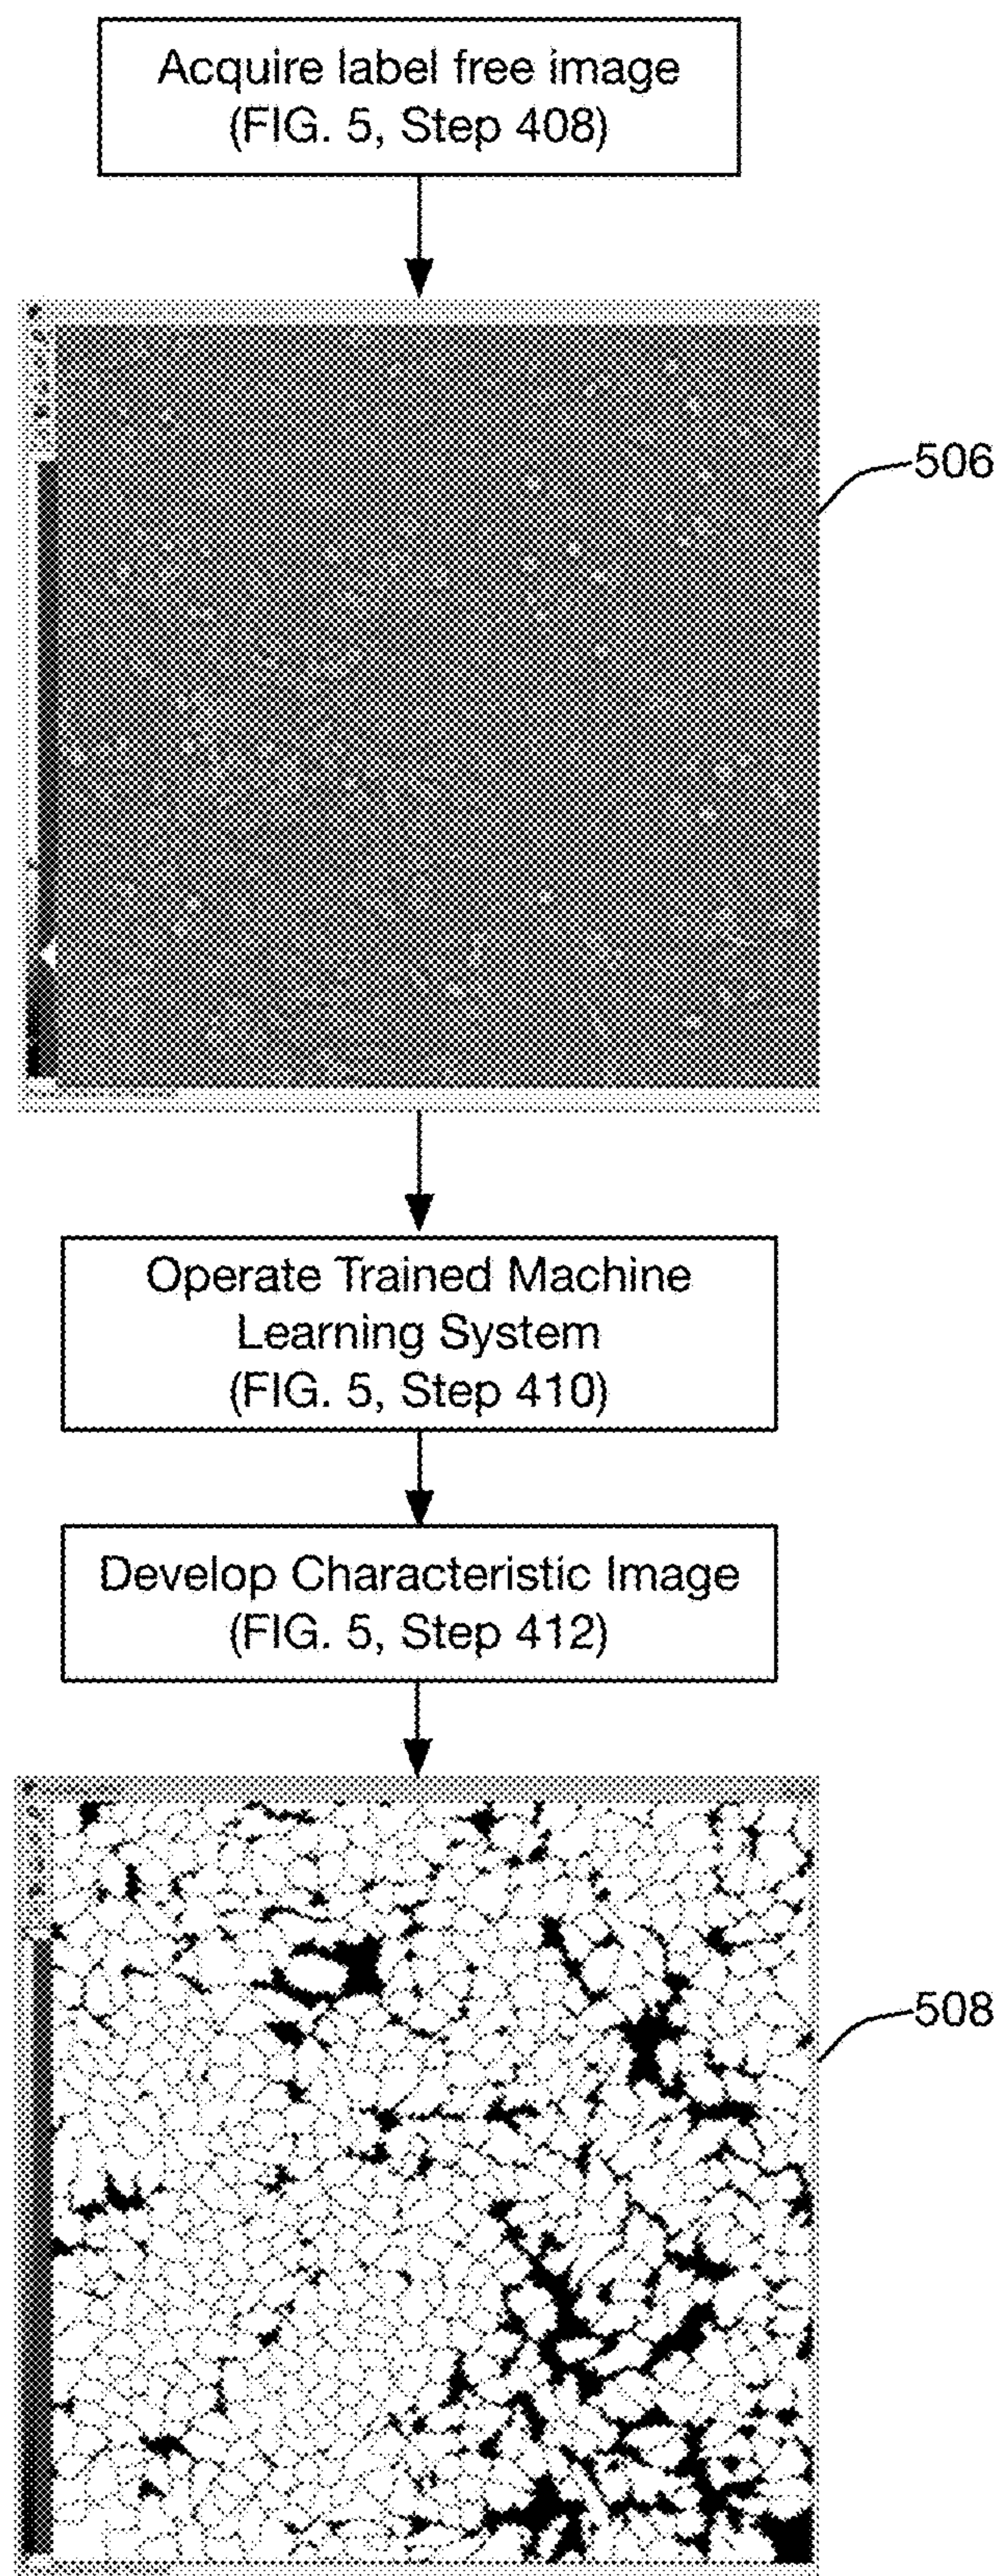 Acquire label free image
(FIG. 5, Step 408)
506
Operate Trained Machine
Learning System
(FIG. 5, Step 410)
Develop Characteristic Image
(FIG. 5, Step 412)
508